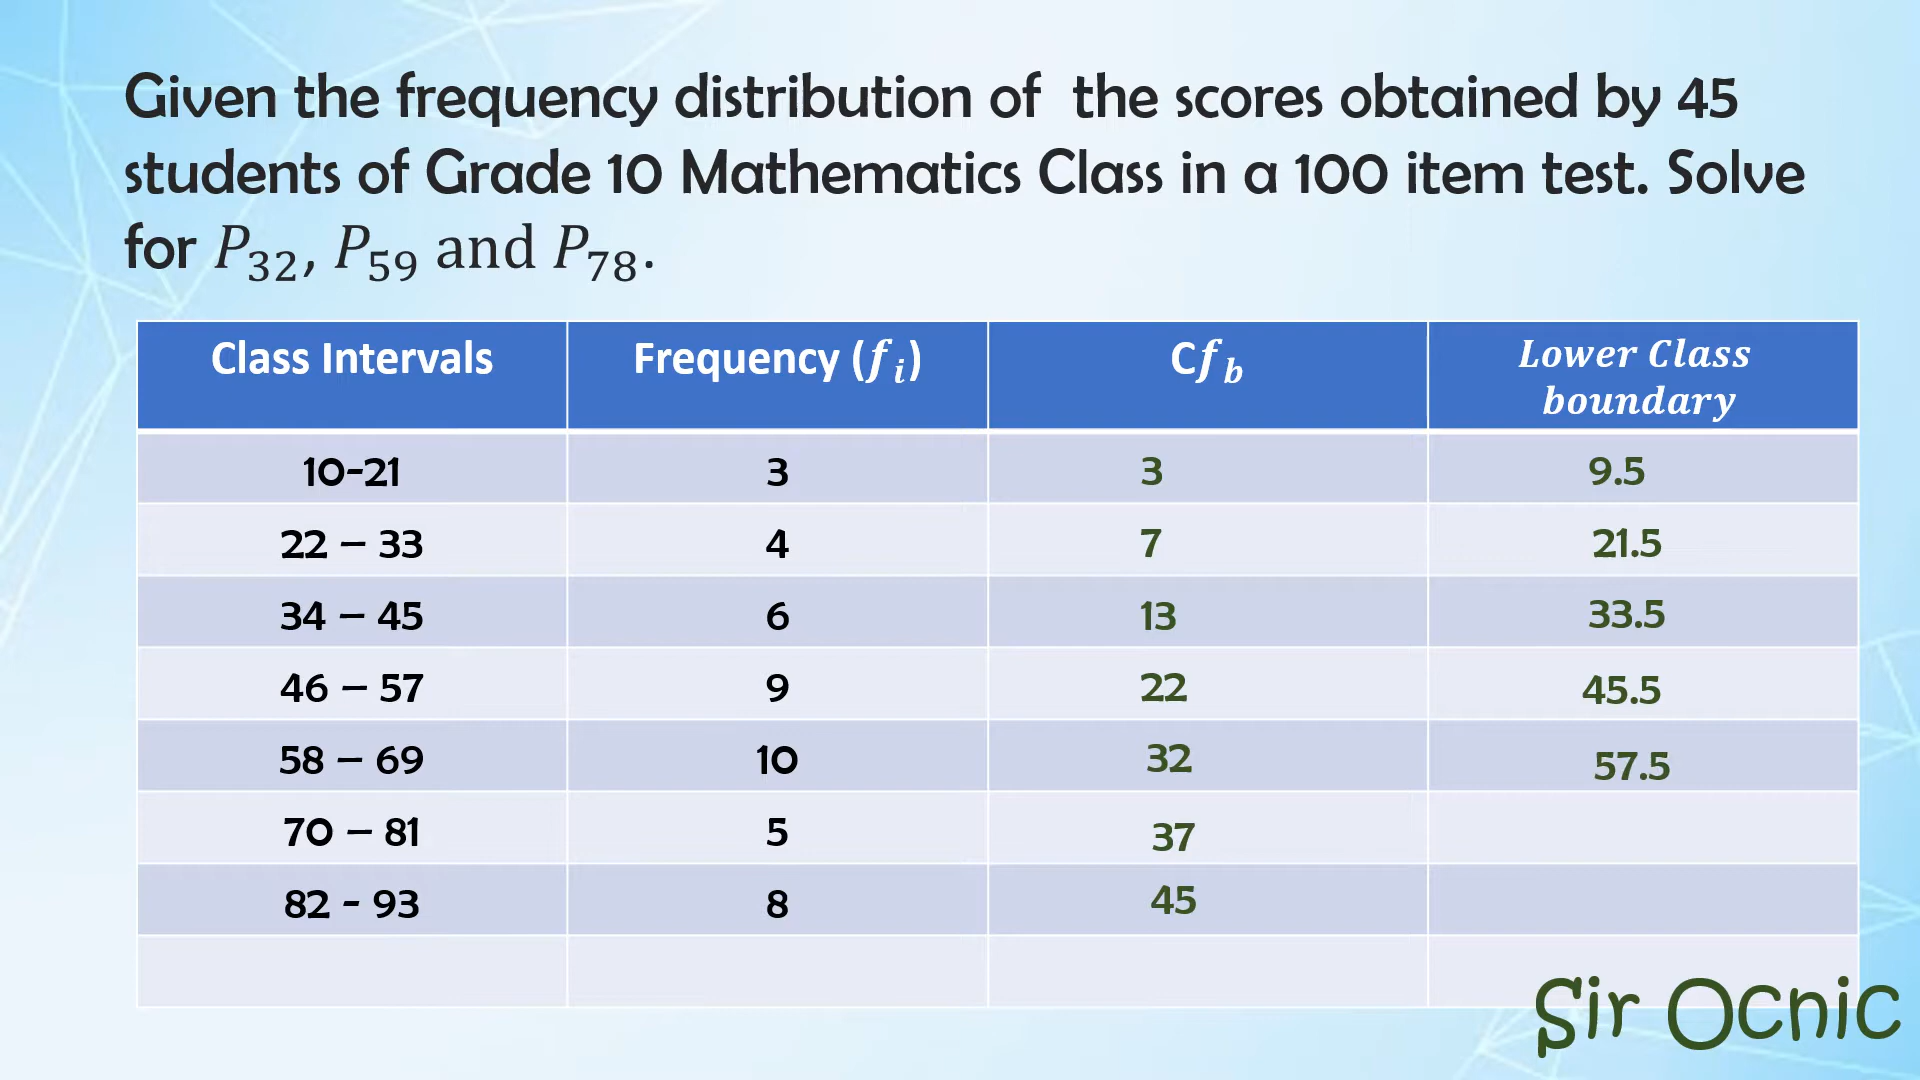 Given the frequency distribution of the scores obtained by 45
students of Grade 10 Mathematics Class in a 100 item test. Solve
for P₃₂, P₅₉ and P₇₈.
Class Intervals Frequency (fᵢ) Cf_b Lower Class
boundary
10-21 3 3 9.5
22 – 33 4 7 21.5
34 – 45 6 13 33.5
46 – 57 9 22 45.5
58 – 69 10 32 57.5
70 – 81 5 37
82 - 93 8 45
Sir Ocnic